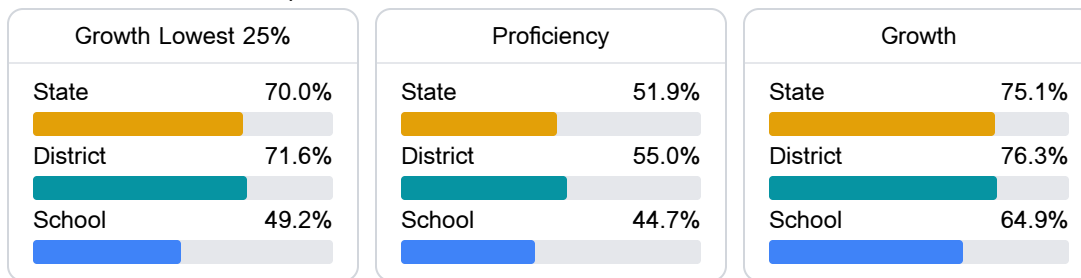 Growth Lowest 25%
State 70.0%
District 71.6%
School 49.2%
Proficiency
State 51.9%
District 55.0%
School 44.7%
Growth
State 75.1%
District 76.3%
School 64.9%